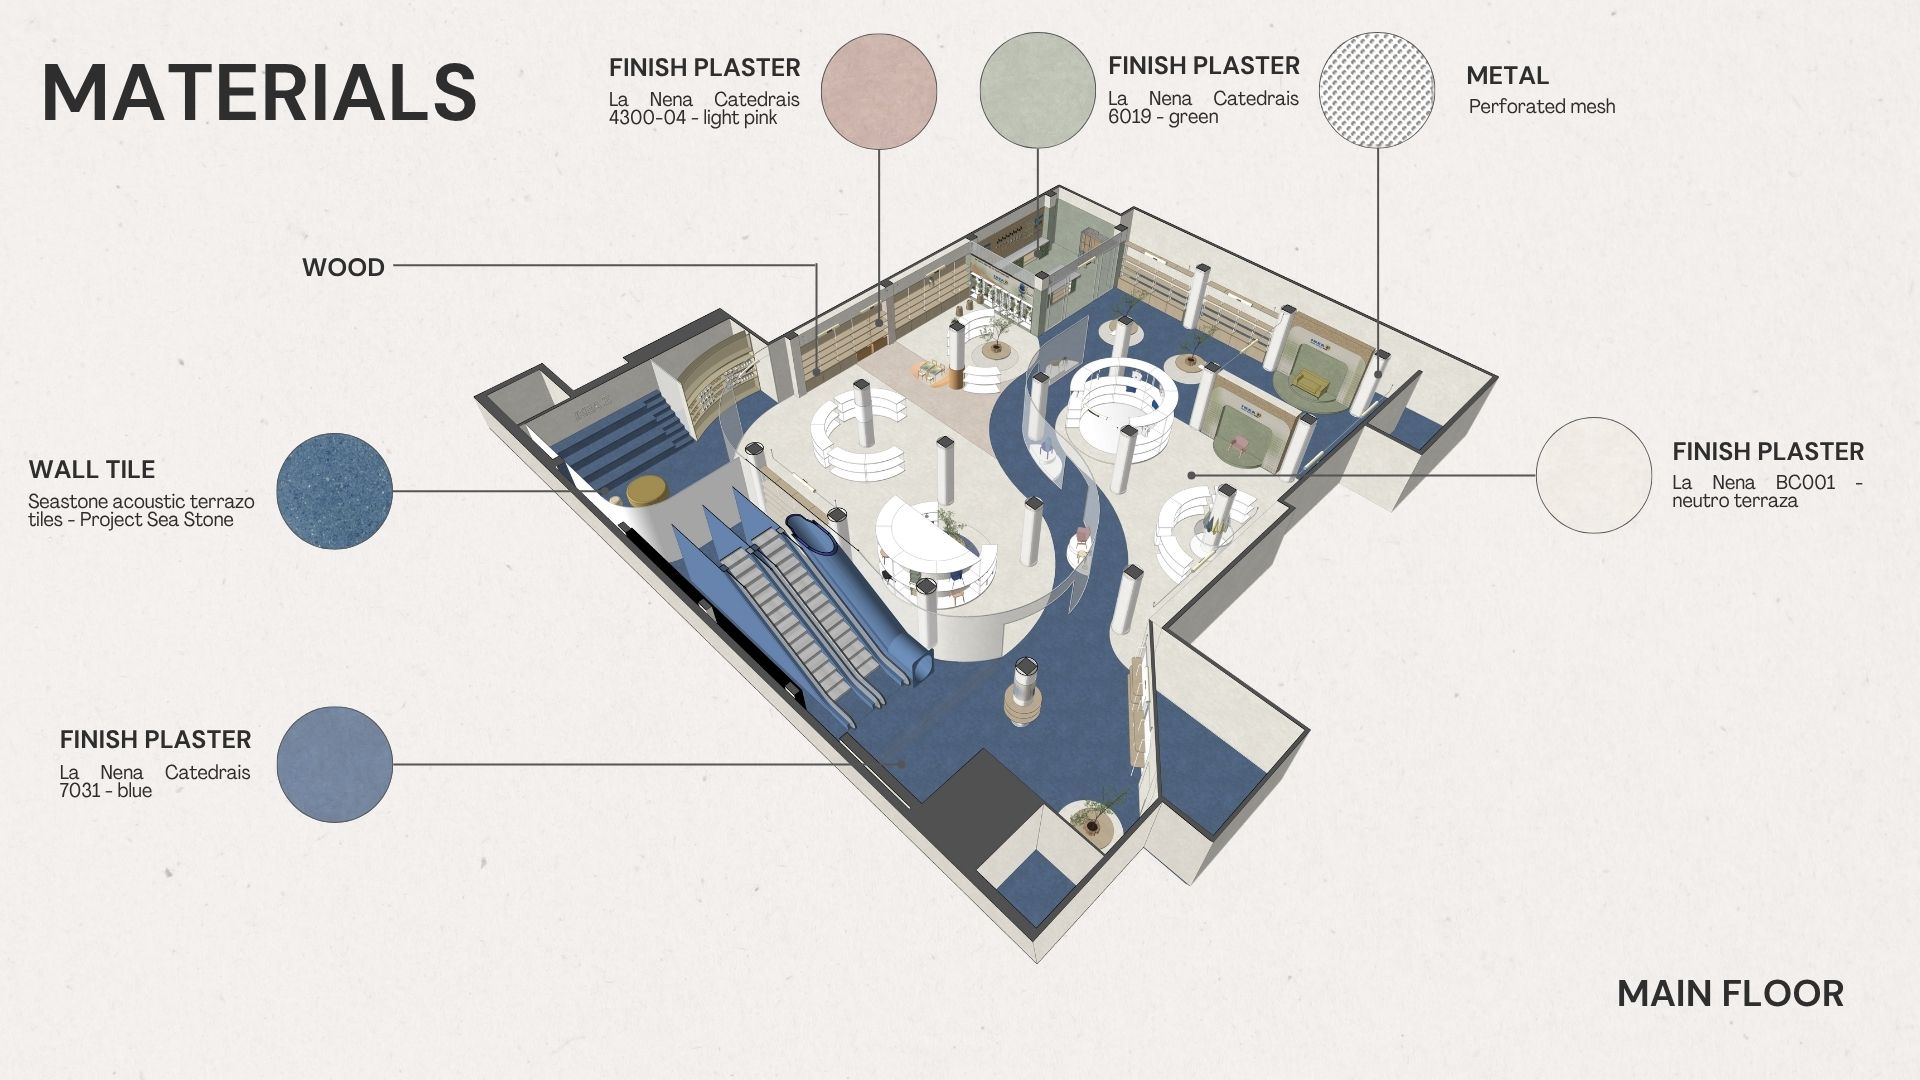 MATERIALS
FINISH PLASTER
La Nena Catedrais
4300-04 - light pink
FINISH PLASTER
La Nena Catedrais
6019 - green
METAL
Perforated mesh
WOOD
WALL TILE
Seastone acoustic terrazo
tiles - Project Sea Stone
FINISH PLASTER
La Nena BC001 -
neutro terraza
FINISH PLASTER
La Nena Catedrais
7031 - blue
MAIN FLOOR